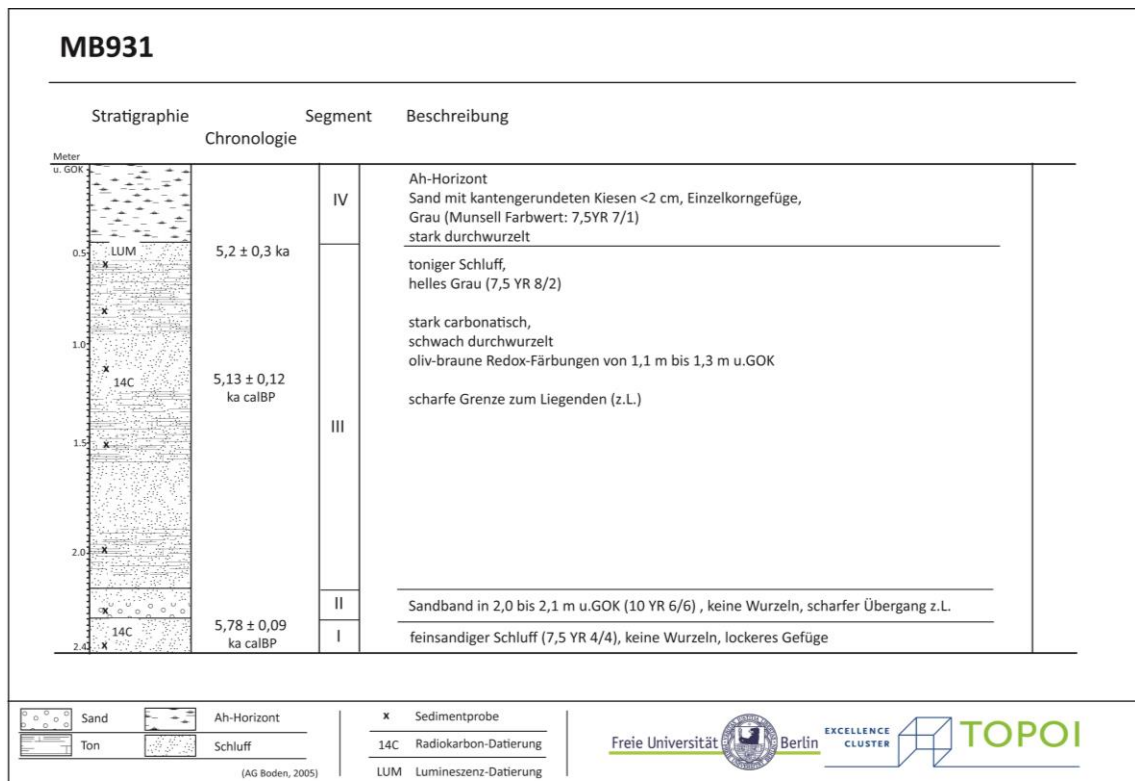 MB931
Stratigraphie
Chronologie
Segment
Beschreibung
Meter
u. GOK
IV
Ah-Horizont
Sand mit kantengerundeten Kiesen <2 cm, Einzelkorngefüge,
Grau (Munsell Farbwert: 7,5YR 7/1)
stark durchwurzelt
0.5
LUM
5,2 ± 0,3 ka
x
toniger Schluff,
helles Grau (7,5 YR 8/2)
x
stark carbonatisch,
1.0
schwach durchwurzelt
x
oliv-braune Redox-Färbungen von 1,1 m bis 1,3 m u.GOK
14C
5,13 ± 0,12
ka calBP
scharfe Grenze zum Liegenden (z.L.)
III
1.5
x
2.0
x
II
x
Sandband in 2,0 bis 2,1 m u.GOK (10 YR 6/6) , keine Wurzeln, scharfer Übergang z.L.
14C
5,78 ± 0,09
ka calBP
I
feinsandiger Schluff (7,5 YR 4/4), keine Wurzeln, lockeres Gefüge
2.4
x
Sand
Ah-Horizont
Ton
Schluff
(AG Boden, 2005)
x Sedimentprobe
14C Radiokarbon-Datierung
LUM Lumineszenz-Datierung
Freie Universität Berlin
EXCELLENCE
CLUSTER
TOPOI